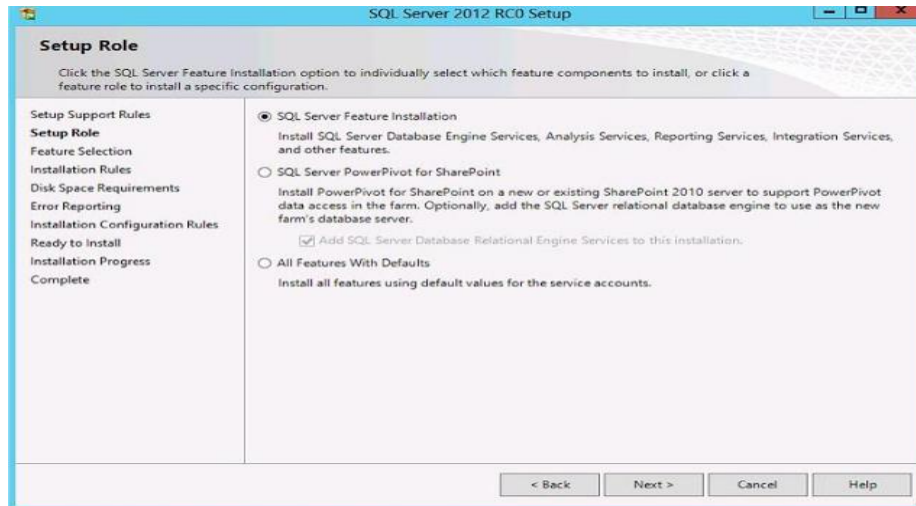 SQL Server 2012 RC0 Setup
Setup Role
Click the SQL Server Feature Installation option to individually select which feature components to install, or click a
feature role to install a specific configuration.
Setup Support Rules
Setup Role
Feature Selection
Installation Rules
Disk Space Requirements
Error Reporting
Installation Configuration Rules
Ready to Install
Installation Progress
Complete
SQL Server Feature Installation
Install SQL Server Database Engine Services, Analysis Services, Reporting Services, Integration Services,
and other features.
SQL Server PowerPivot for SharePoint
Install PowerPivot for SharePoint on a new or existing SharePoint 2010 server to support PowerPivot
data access in the farm. Optionally, add the SQL Server relational database engine to use as the new
farm's database server.
Add SQL Server Database Relational Engine Services to this installation.
All Features With Defaults
Install all features using default values for the service accounts.
< Back
Next >
Cancel
Help